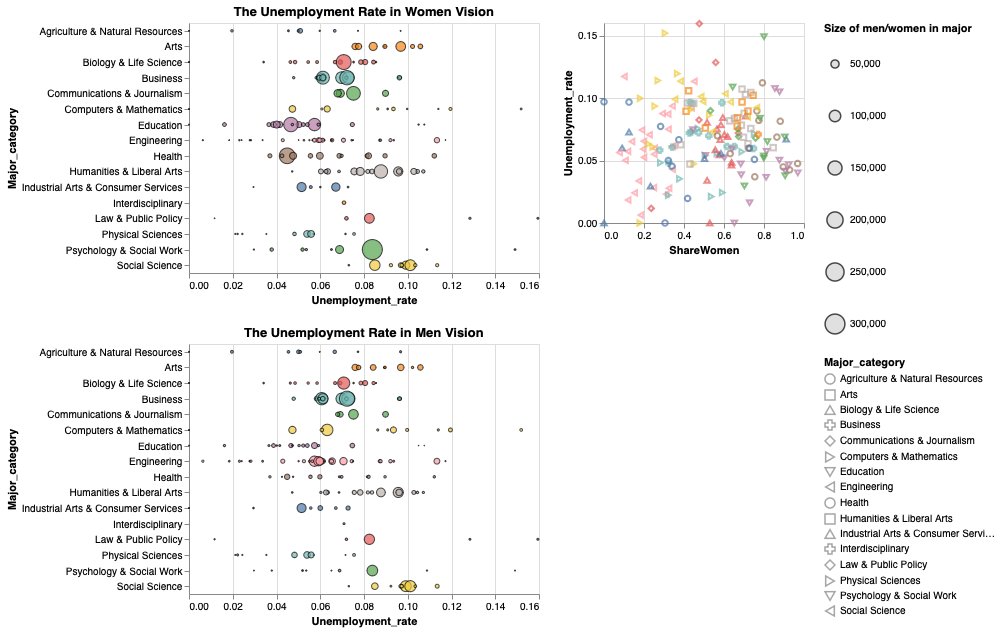 The Unemployment Rate in Women Vision
Major_category
Agriculture & Natural Resources
Arts
Biology & Life Science
Business
Communications & Journalism
Computers & Mathematics
Education
Engineering
Health
Humanities & Liberal Arts
Industrial Arts & Consumer Services
Interdisciplinary
Law & Public Policy
Physical Sciences
Psychology & Social Work
Social Science
0.00 0.02 0.04 0.06 0.08 0.10 0.12 0.14 0.16
Unemployment_rate
The Unemployment Rate in Men Vision
Major_category
Agriculture & Natural Resources
Arts
Biology & Life Science
Business
Communications & Journalism
Computers & Mathematics
Education
Engineering
Health
Humanities & Liberal Arts
Industrial Arts & Consumer Services
Interdisciplinary
Law & Public Policy
Physical Sciences
Psychology & Social Work
Social Science
0.00 0.02 0.04 0.06 0.08 0.10 0.12 0.14 0.16
Unemployment_rate
Unemployment_rate
0.15
0.10
0.05
0.00
0.0 0.2 0.4 0.6 0.8 1.0
ShareWomen
Size of men/women in major
50,000
100,000
150,000
200,000
250,000
300,000
Major_category
Agriculture & Natural Resources
Arts
Biology & Life Science
Business
Communications & Journalism
Computers & Mathematics
Education
Engineering
Health
Humanities & Liberal Arts
Industrial Arts & Consumer Servi…
Interdisciplinary
Law & Public Policy
Physical Sciences
Psychology & Social Work
Social Science